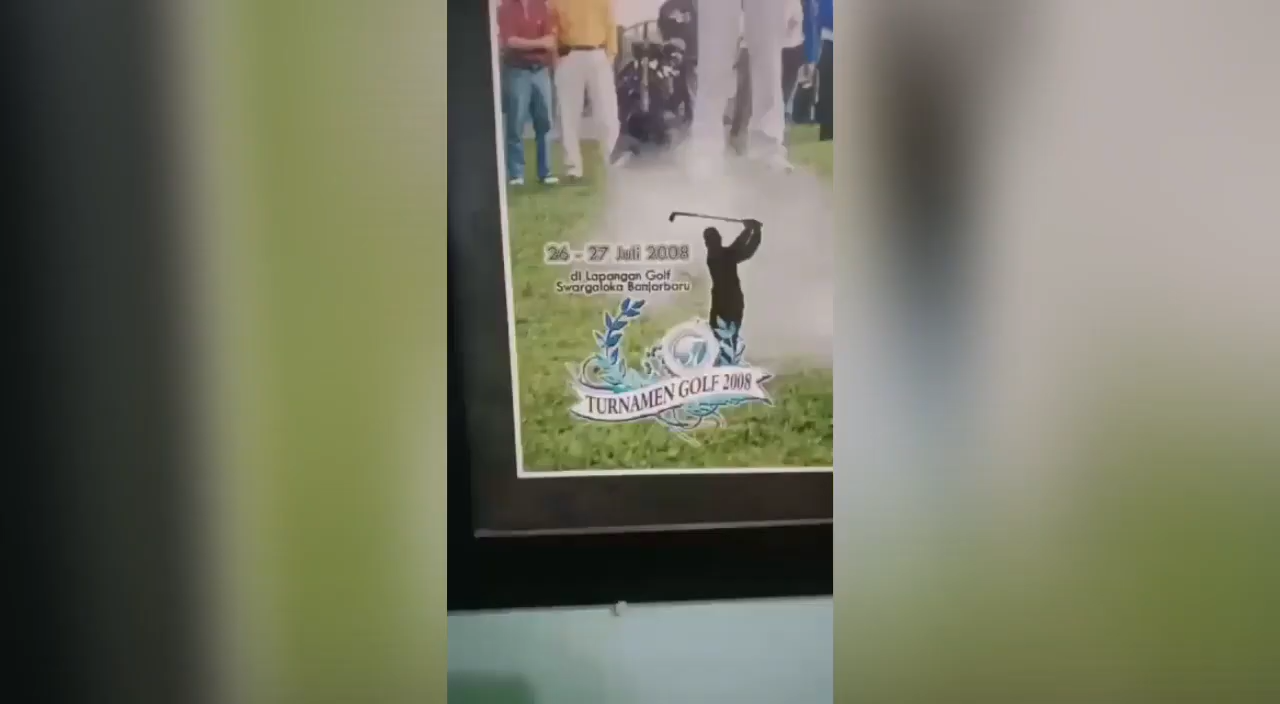 26 - 27 Juli 2008
di Lapangan Golf
Swargaloka Banjarbaru
TURNAMEN GOLF 2008